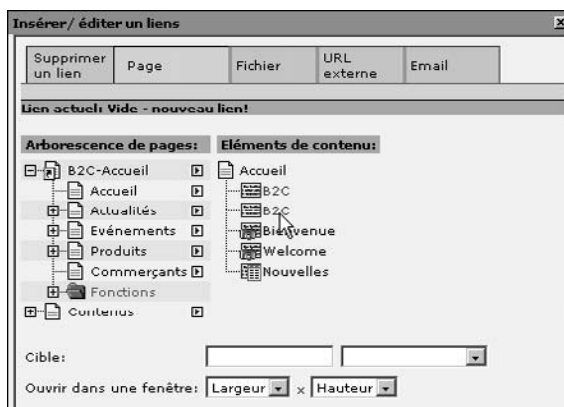 Insérer/ éditer un liens
Supprimer un lien
Page
Fichier
URL externe
Email
Lien actuel: Vide - nouveau lien!
Arborescence de pages:
Eléments de contenu:
B2C-Accueil
Accueil
Actualités
Evénements
Produits
Commerçants
Fonctions
Contenus
Accueil
B2C
B2C
Bienvenue
Welcome
Nouvelles
Cible:
Ouvrir dans une fenêtre: Largeur x Hauteur